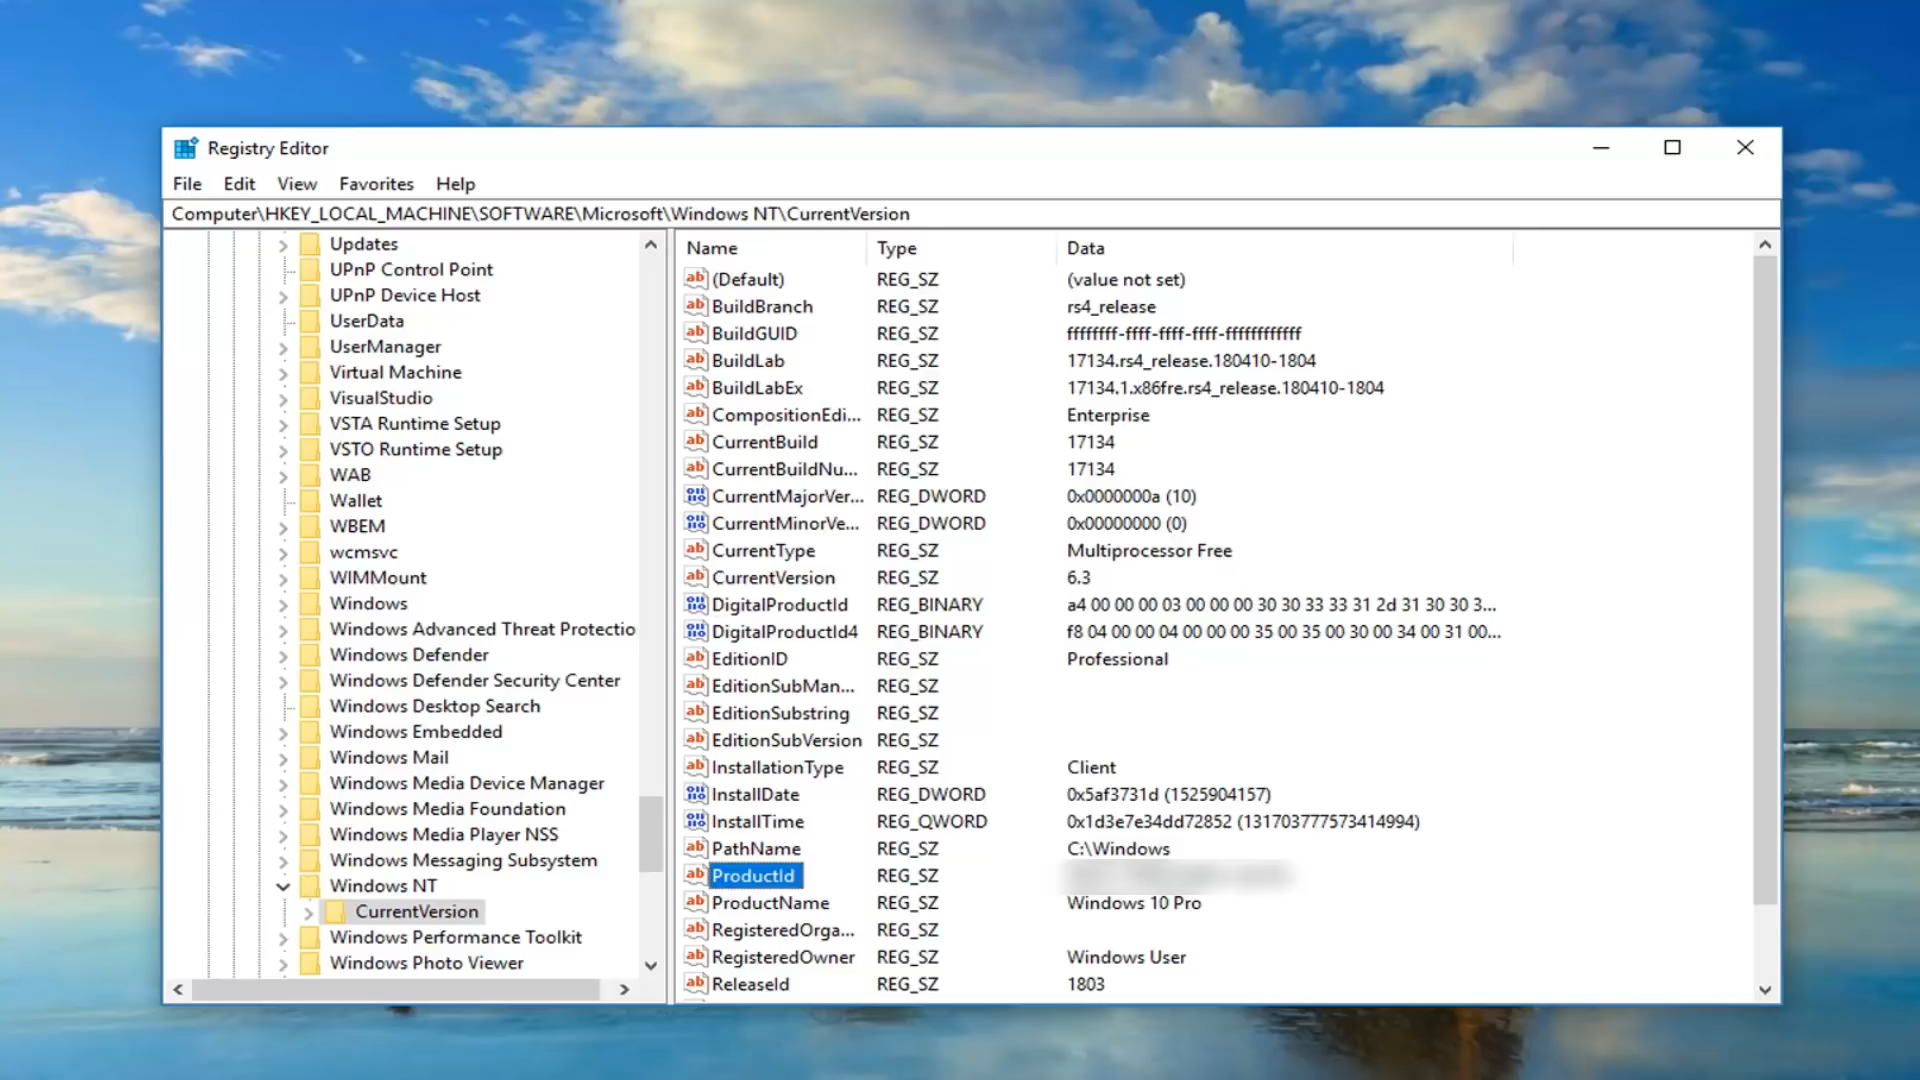 Registry Editor
File Edit View Favorites Help
Computer\HKEY_LOCAL_MACHINE\SOFTWARE\Microsoft\Windows NT\CurrentVersion
Updates
UPnP Control Point
UPnP Device Host
UserData
UserManager
Virtual Machine
VisualStudio
VSTA Runtime Setup
VSTO Runtime Setup
WAB
Wallet
WBEM
wcmsvc
WIMMount
Windows
Windows Advanced Threat Protectio
Windows Defender
Windows Defender Security Center
Windows Desktop Search
Windows Embedded
Windows Mail
Windows Media Device Manager
Windows Media Foundation
Windows Media Player NSS
Windows Messaging Subsystem
Windows NT
CurrentVersion
Windows Performance Toolkit
Windows Photo Viewer
Name Type Data
(Default) REG_SZ (value not set)
BuildBranch REG_SZ rs4_release
BuildGUID REG_SZ ffffffff-ffff-ffff-ffff-ffffffffffff
BuildLab REG_SZ 17134.rs4_release.180410-1804
BuildLabEx REG_SZ 17134.1.x86fre.rs4_release.180410-1804
CompositionEdi... REG_SZ Enterprise
CurrentBuild REG_SZ 17134
CurrentBuildNu... REG_SZ 17134
CurrentMajorVer... REG_DWORD 0x0000000a (10)
CurrentMinorVe... REG_DWORD 0x00000000 (0)
CurrentType REG_SZ Multiprocessor Free
CurrentVersion REG_SZ 6.3
DigitalProductId REG_BINARY a4 00 00 00 03 00 00 00 30 30 33 33 31 2d 31 30 30 3...
DigitalProductId4 REG_BINARY f8 04 00 00 04 00 00 00 35 00 35 00 30 00 34 00 31 00...
EditionID REG_SZ Professional
EditionSubMan... REG_SZ
EditionSubstring REG_SZ
EditionSubVersion REG_SZ
InstallationType REG_SZ Client
InstallDate REG_DWORD 0x5af3731d (1525904157)
InstallTime REG_QWORD 0x1d3e7e34dd72852 (131703777573414994)
PathName REG_SZ C:\Windows
ProductId REG_SZ
ProductName REG_SZ Windows 10 Pro
RegisteredOrga... REG_SZ
RegisteredOwner REG_SZ Windows User
ReleaseId REG_SZ 1803